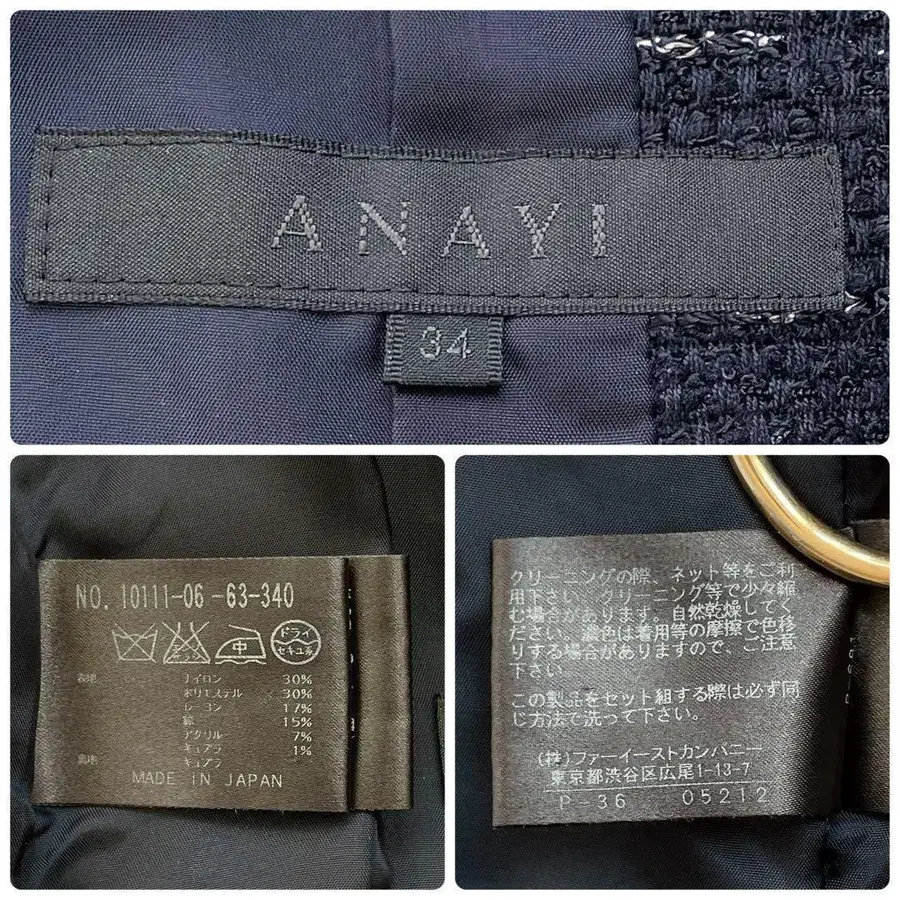 ANAYI
34
NO. 10111-06-63-340
ドライ
セキユ系
中
表地 ナイロン 30%
ポリエステル 30%
レーヨン 17%
綿 15%
アクリル 7%
キュプラ 1%
裏地 キュプラ
MADE IN JAPAN
クリーニングの際、ネット等をご利
用下さい。クリーニング等で少々縮
む場合があります。自然乾燥してく
ださい。濃色は着用等の摩擦で色移
りする場合がありますので、ご注意
下さい。
この製品をセット組する際は必ず同
じ方法で洗って下さい。
(株)ファーイーストカンパニー
東京都渋谷区広尾1-13-7
P-36 05212